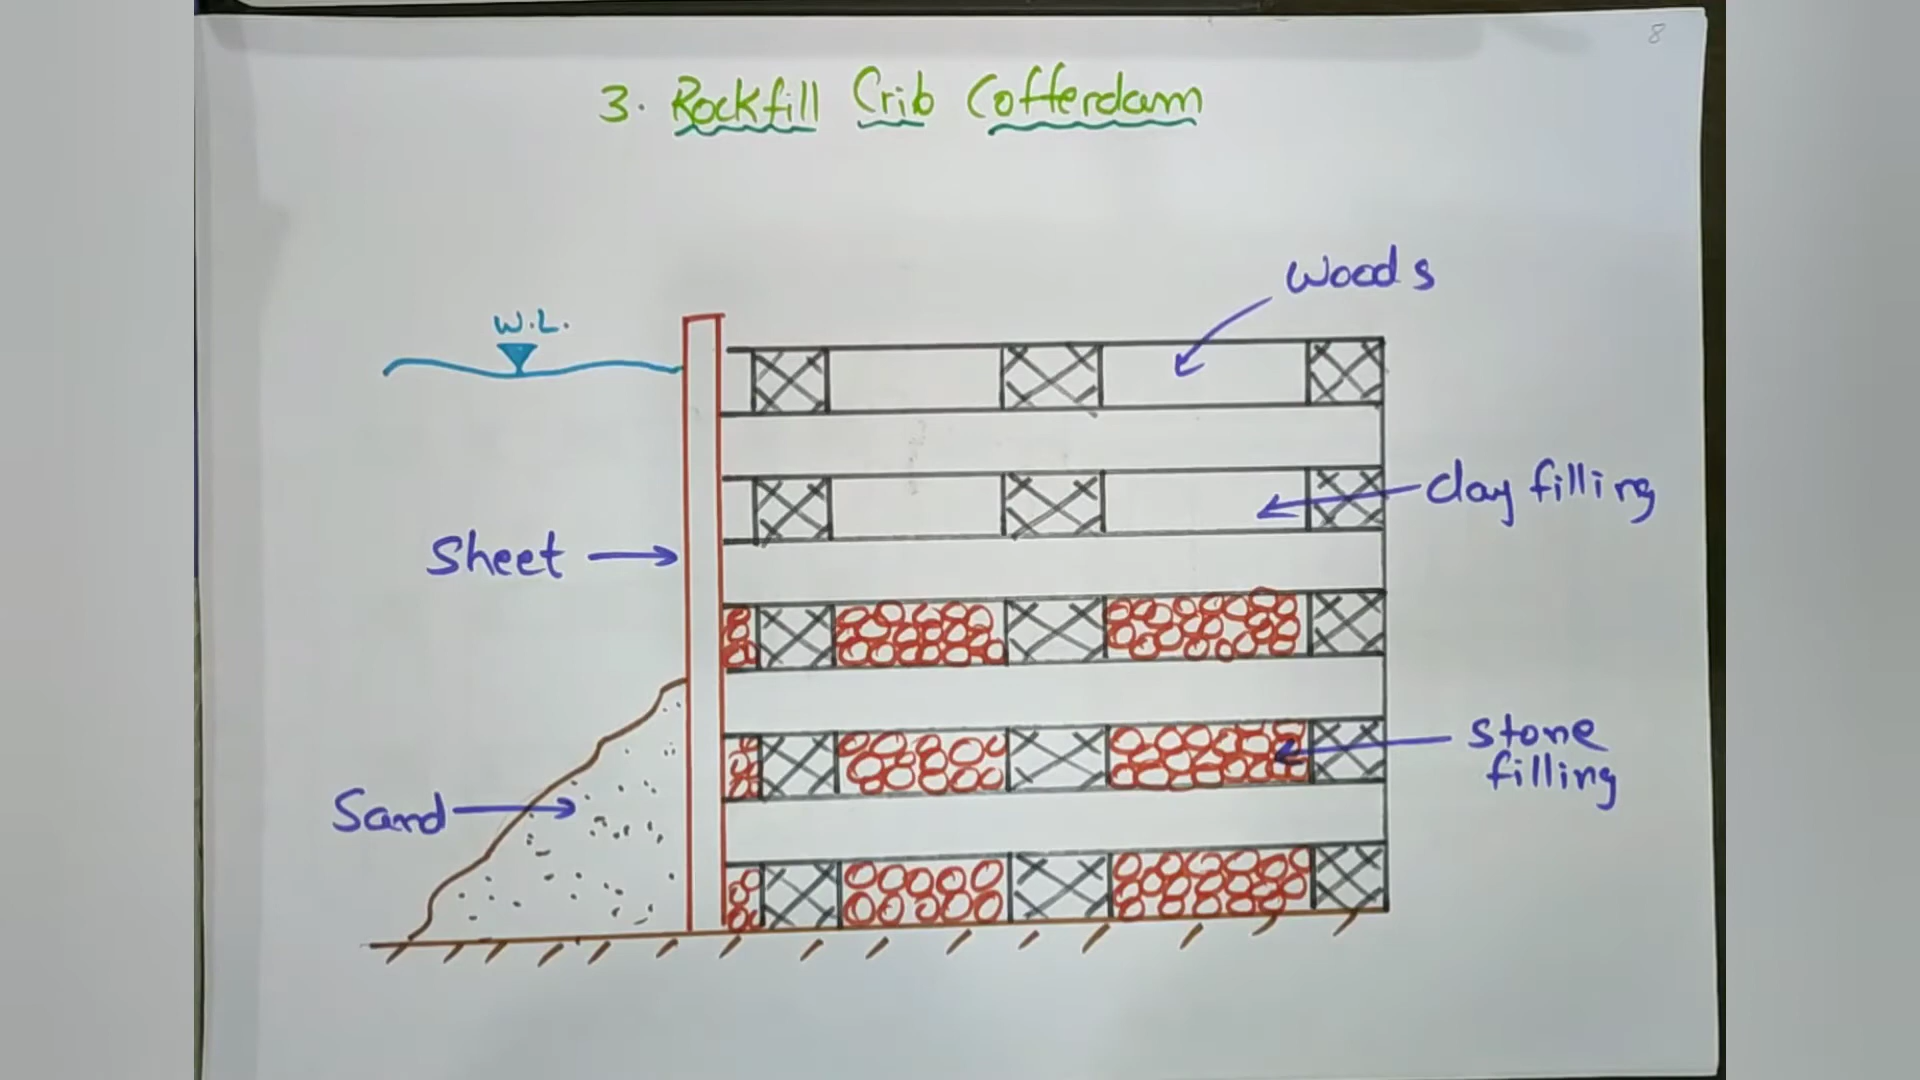 8
3. Rockfill Crib Cofferdam
Woods
W.L.
clay filling
Sheet
stone
filling
Sand